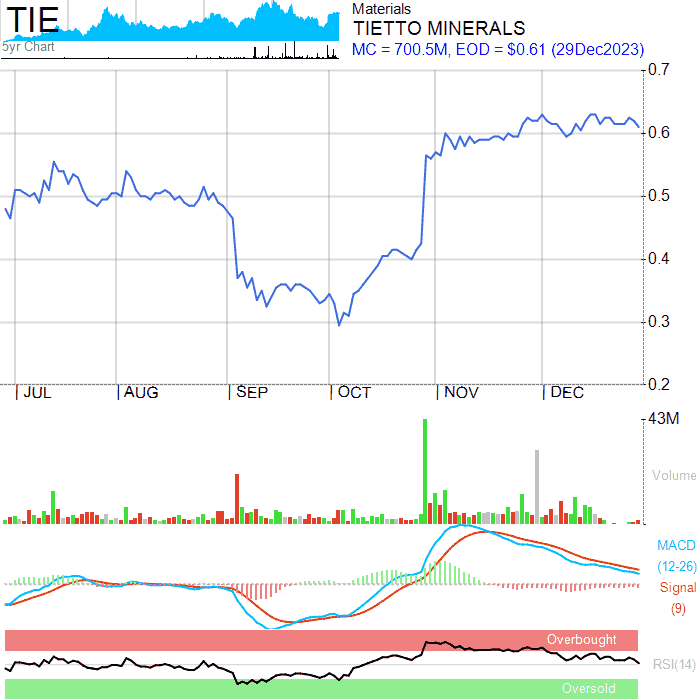 TIE
5yr Chart
Materials
TIETTO MINERALS
MC = 700.5M, EOD = $0.61 (29Dec2023)
0.7
0.6
0.5
0.4
0.3
0.2
JUL AUG SEP OCT NOV DEC
43M
Volume
MACD
(12-26)
Signal
(9)
Overbought
RSI(14)
Oversold